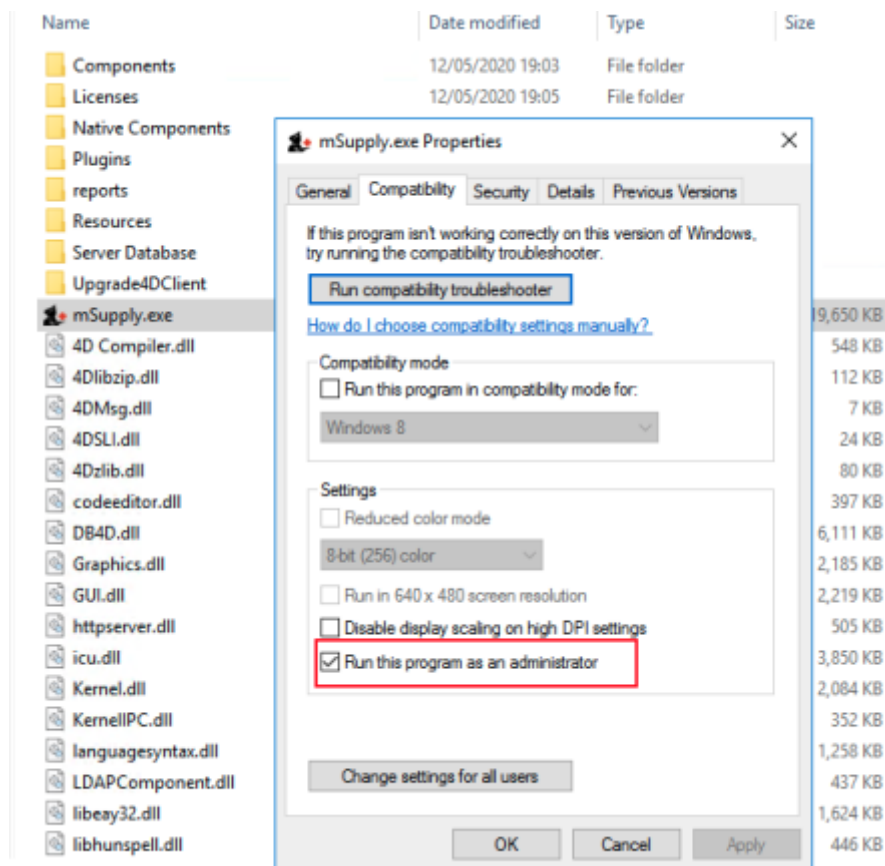 Name Date modified Type Size
Components 12/05/2020 19:03 File folder
Licenses 12/05/2020 19:05 File folder
Native Components
Plugins
reports
Resources
Server Database
Upgrade4DClient
mSupply.exe 19,650 KB
4D Compiler.dll 548 KB
4Dlibzip.dll 112 KB
4DMsg.dll 7 KB
4DSLI.dll 24 KB
4Dzlib.dll 80 KB
codeeditor.dll 397 KB
DB4D.dll 6,111 KB
Graphics.dll 2,185 KB
GUI.dll 2,219 KB
httpserver.dll 505 KB
icu.dll 3,850 KB
Kernel.dll 2,084 KB
KernelIPC.dll 352 KB
languagesyntax.dll 1,258 KB
LDAPComponent.dll 437 KB
libeay32.dll 1,624 KB
libhunspell.dll 446 KB
mSupply.exe Properties
General Compatibility Security Details Previous Versions
If this program isn't working correctly on this version of Windows,
try running the compatibility troubleshooter.
Run compatibility troubleshooter
How do I choose compatibility settings manually?
Compatibility mode
Run this program in compatibility mode for:
Windows 8
Settings
Reduced color mode
8-bit (256) color
Run in 640 x 480 screen resolution
Disable display scaling on high DPI settings
Run this program as an administrator
Change settings for all users
OK Cancel Apply